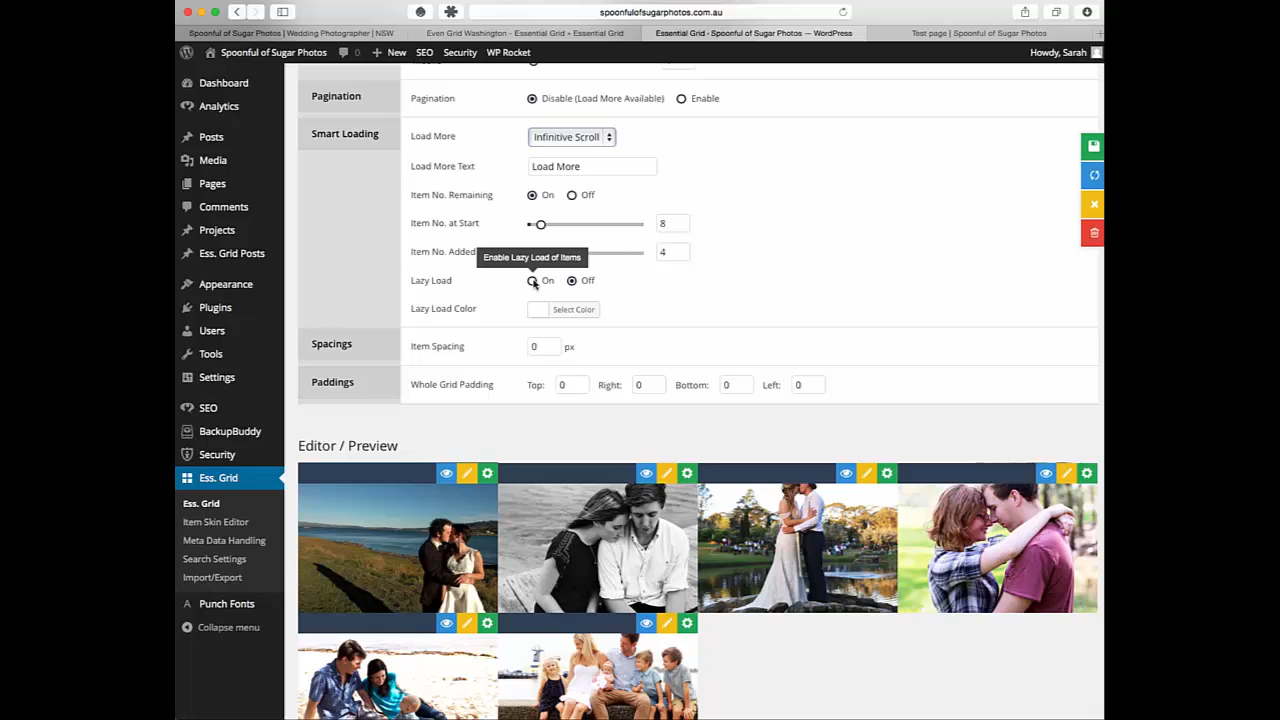 spoonfulofsugarphotos.com.au
Spoonful of Sugar Photos | Wedding Photographer | NSW
Even Grid Washington - Essential Grid » Essential Grid
Essential Grid - Spoonful of Sugar Photos — WordPress
Test page | Spoonful of Sugar Photos
Spoonful of Sugar Photos
0
New
SEO
Security
WP Rocket
Howdy, Sarah
Dashboard
Analytics
Posts
Media
Pages
Comments
Projects
Ess. Grid Posts
Appearance
Plugins
Users
Tools
Settings
SEO
BackupBuddy
Security
Ess. Grid
Ess. Grid
Item Skin Editor
Meta Data Handling
Search Settings
Import/Export
Punch Fonts
Collapse menu
Pagination
Pagination
Disable (Load More Available)
Enable
Smart Loading
Load More
Infinitive Scroll
Load More Text
Load More
Item No. Remaining
On
Off
Item No. at Start
8
Item No. Added
4
Enable Lazy Load of Items
Lazy Load
On
Off
Lazy Load Color
Select Color
Spacings
Item Spacing
0
px
Paddings
Whole Grid Padding
Top:
0
Right:
0
Bottom:
0
Left:
0
Editor / Preview